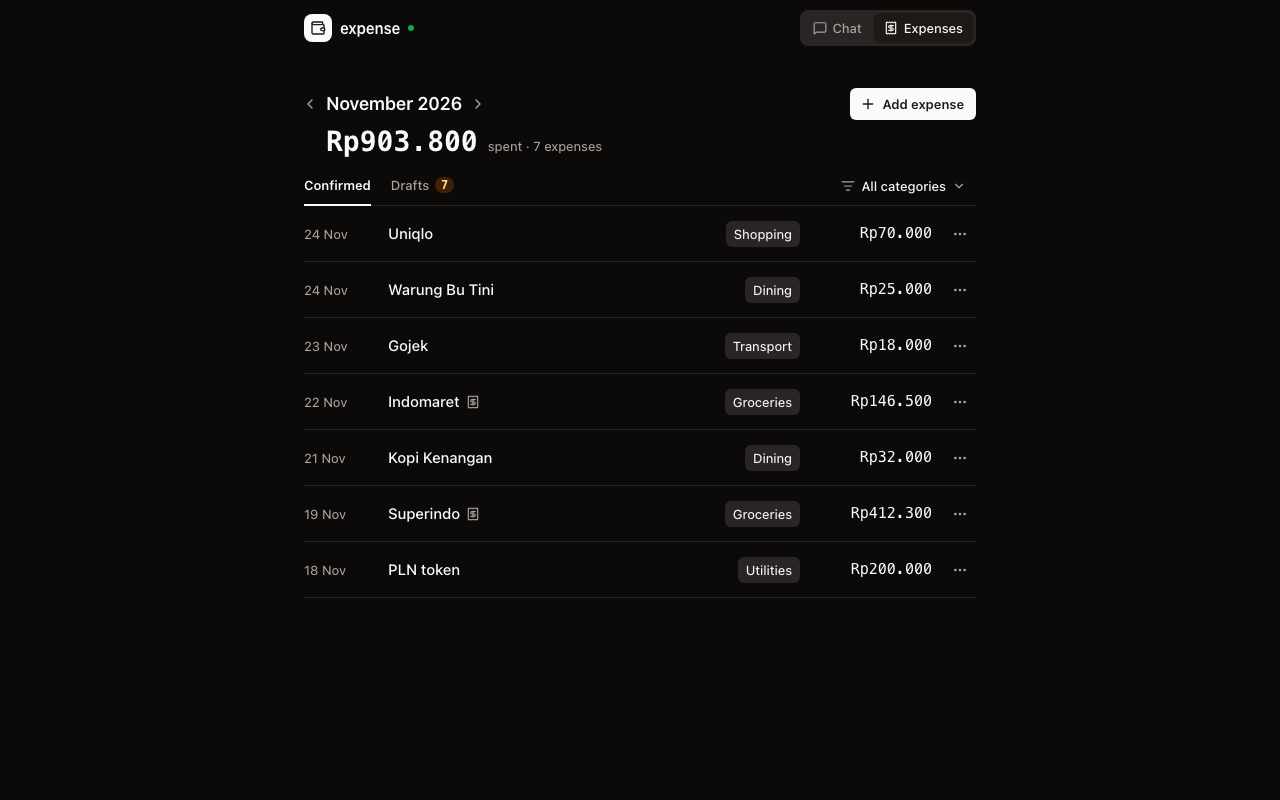 expense
Chat
Expenses
November 2026
Add expense
Rp903.800 spent · 7 expenses
Confirmed
Drafts 7
All categories
24 Nov Uniqlo Shopping Rp70.000
24 Nov Warung Bu Tini Dining Rp25.000
23 Nov Gojek Transport Rp18.000
22 Nov Indomaret Groceries Rp146.500
21 Nov Kopi Kenangan Dining Rp32.000
19 Nov Superindo Groceries Rp412.300
18 Nov PLN token Utilities Rp200.000